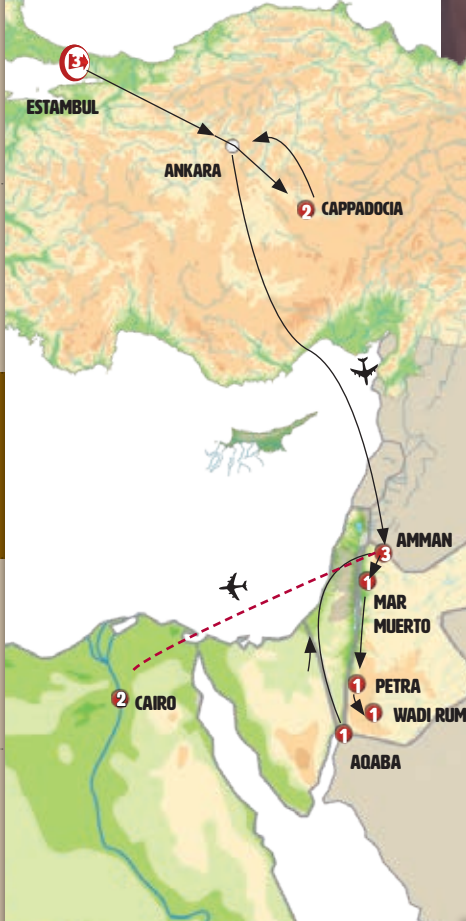 3
ESTAMBUL
ANKARA
2
CAPPADOCIA
AMMAN
3
1
MAR
MUERTO
1
PETRA
2
CAIRO
1
WADI RUM
1
AQABA